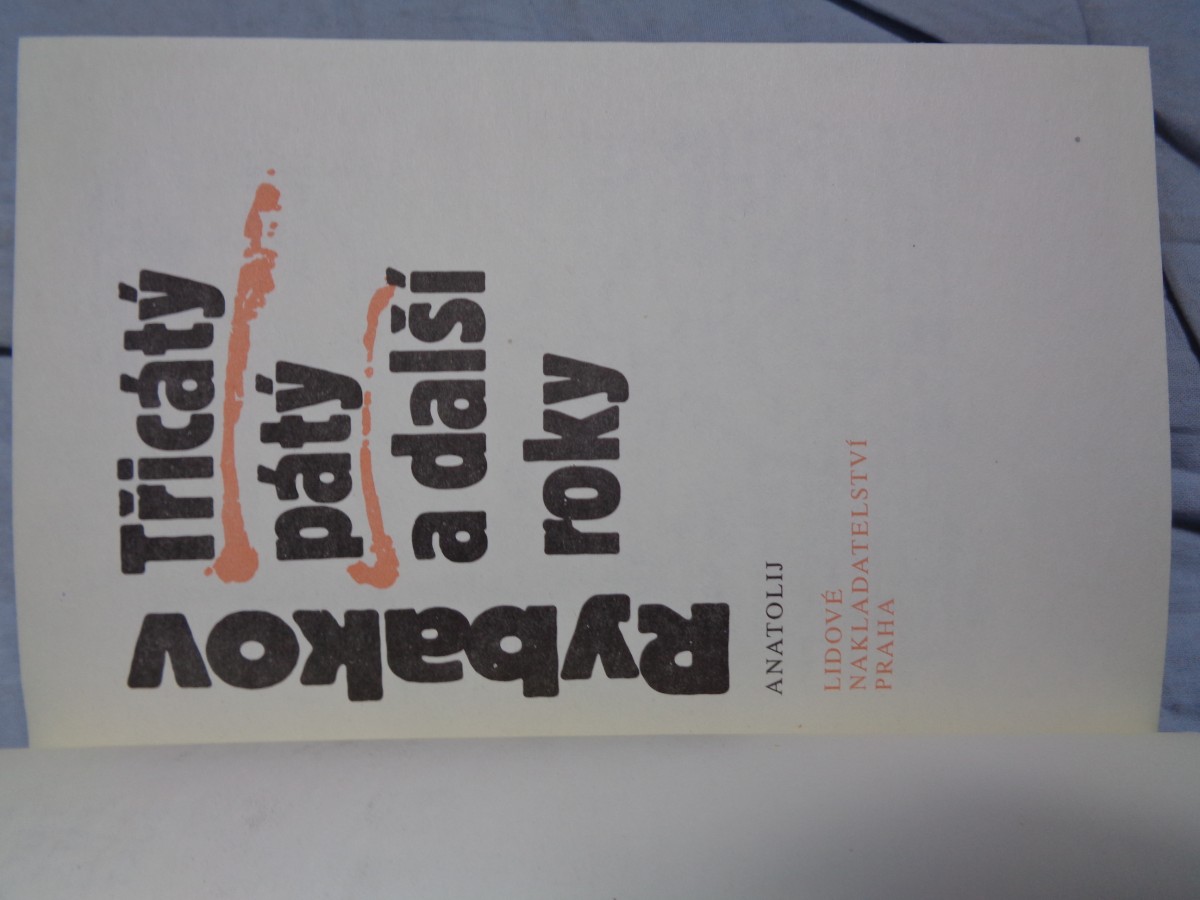 Rybakov
Třicátý
pátý
a další
roky
ANATOLIJ
LIDOVÉ
NAKLADATELSTVÍ
PRAHA